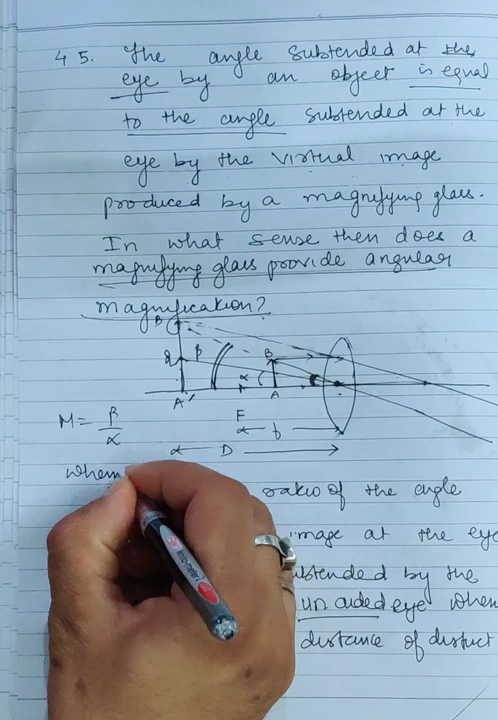 45. The angle subtended at the
eye by an object is equal
to the angle subtended at the
eye by the virtual image
produced by a magnifying glass.
In what sense then does a
magnifying glass provide angular
magnification?
B'
β
B
α
A'
F
A
f
D
M = β/α
when
ratio of the angle
image at the eye
subtended by the
unaided eye when
distance of distinct